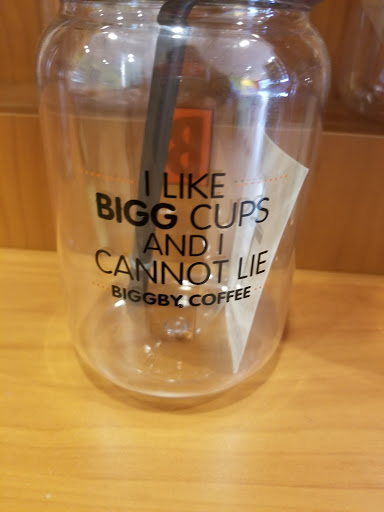 B
I LIKE
BIGG CUPS
AND I
CANNOT LIE
BIGGBY® COFFEE